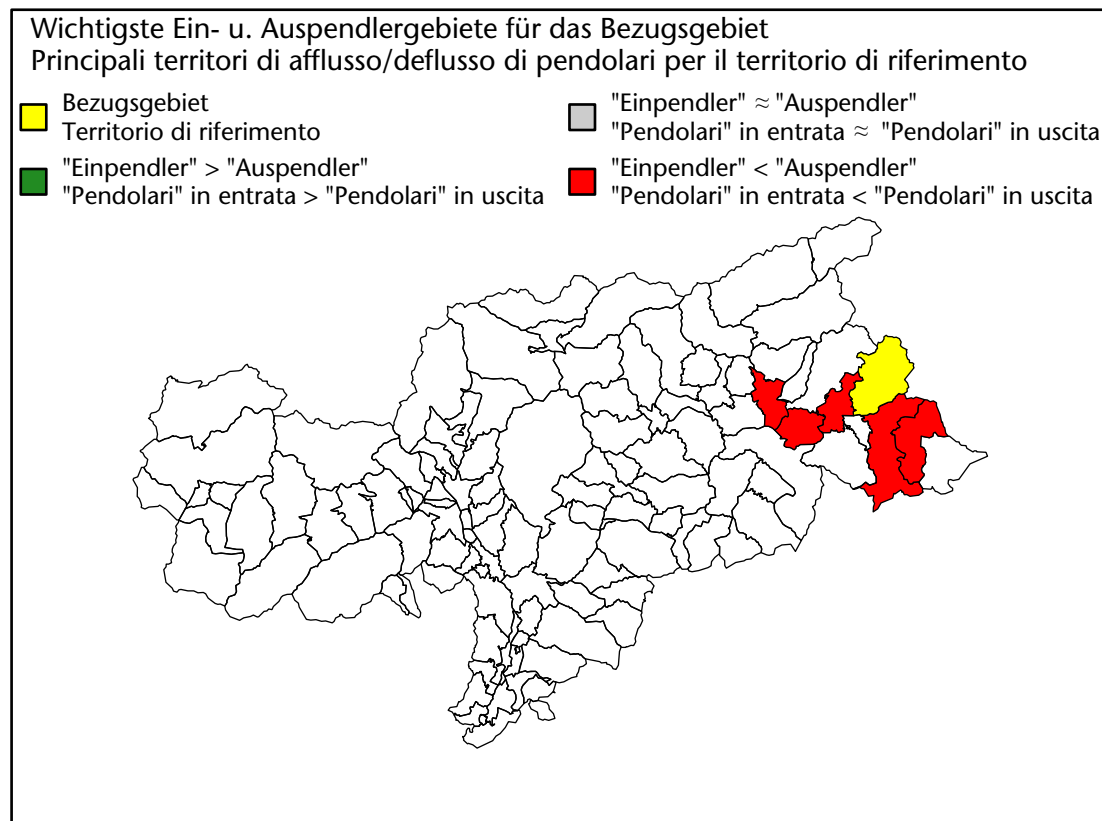 Wichtigste Ein- u. Auspendlergebiete für das Bezugsgebiet
Principali territori di afflusso/deflusso di pendolari per il territorio di riferimento
Bezugsgebiet
Territorio di riferimento
"Einpendler" > "Auspendler"
"Pendolari" in entrata > "Pendolari" in uscita
"Einpendler" ≈ "Auspendler"
"Pendolari" in entrata ≈ "Pendolari" in uscita
"Einpendler" < "Auspendler"
"Pendolari" in entrata < "Pendolari" in uscita